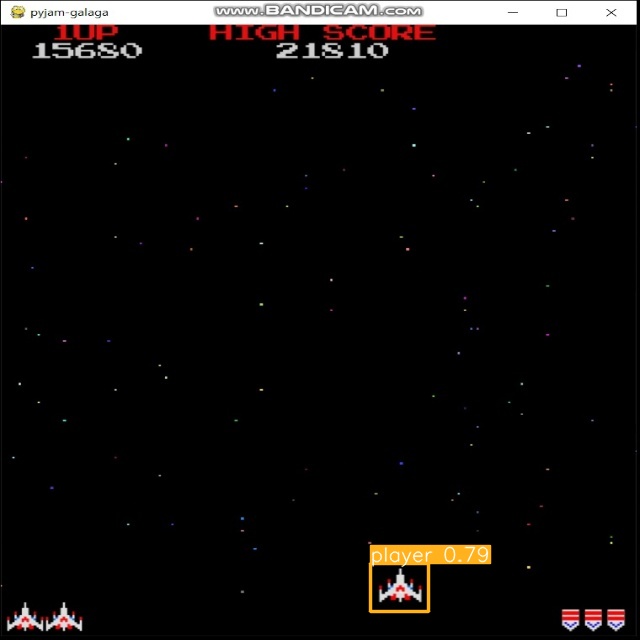 pyjam-galaga
www.BANDICAM.com
1UP
HIGH SCORE
15680
21810
player 0.79